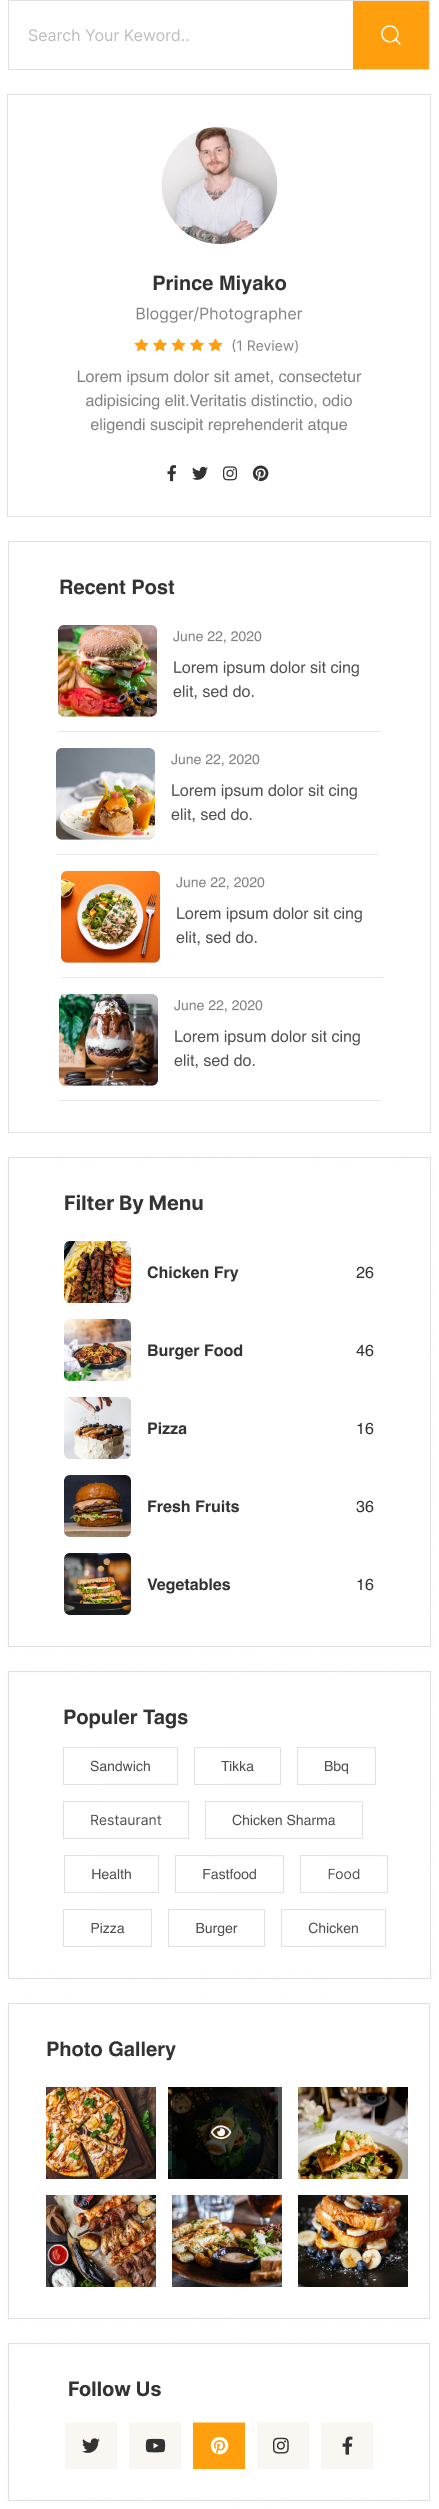 Search Your Keword..
Prince Miyako
Blogger/Photographer
(1 Review)
Lorem ipsum dolor sit amet, consectetur
adipisicing elit.Veritatis distinctio, odio
eligendi suscipit reprehenderit atque
Recent Post
June 22, 2020
Lorem ipsum dolor sit cing
elit, sed do.
June 22, 2020
Lorem ipsum dolor sit cing
elit, sed do.
June 22, 2020
Lorem ipsum dolor sit cing
elit, sed do.
June 22, 2020
Lorem ipsum dolor sit cing
elit, sed do.
Filter By Menu
Chicken Fry 26
Burger Food 46
Pizza 16
Fresh Fruits 36
Vegetables 16
Populer Tags
Sandwich Tikka Bbq
Restaurant Chicken Sharma
Health Fastfood Food
Pizza Burger Chicken
Photo Gallery
Follow Us